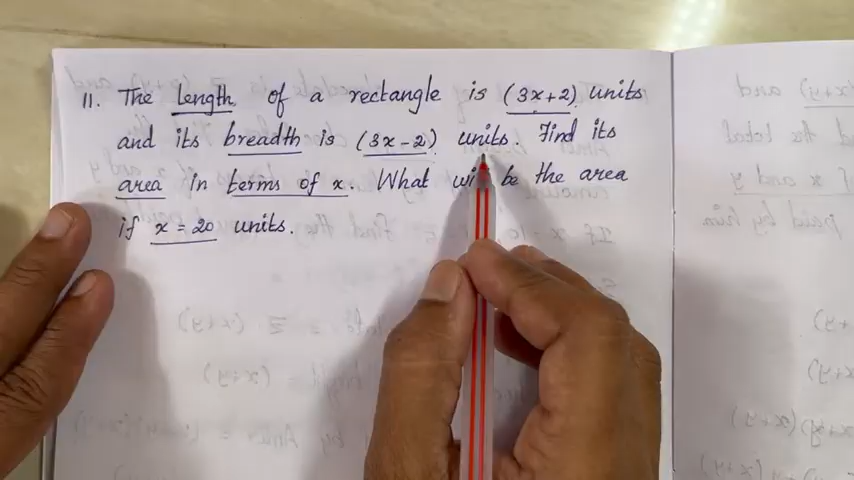 11. The length of a rectangle is (3x+2) units
and its breadth is (3x-2) units. Find its
area in terms of x. What be the area
if x = 20 units.